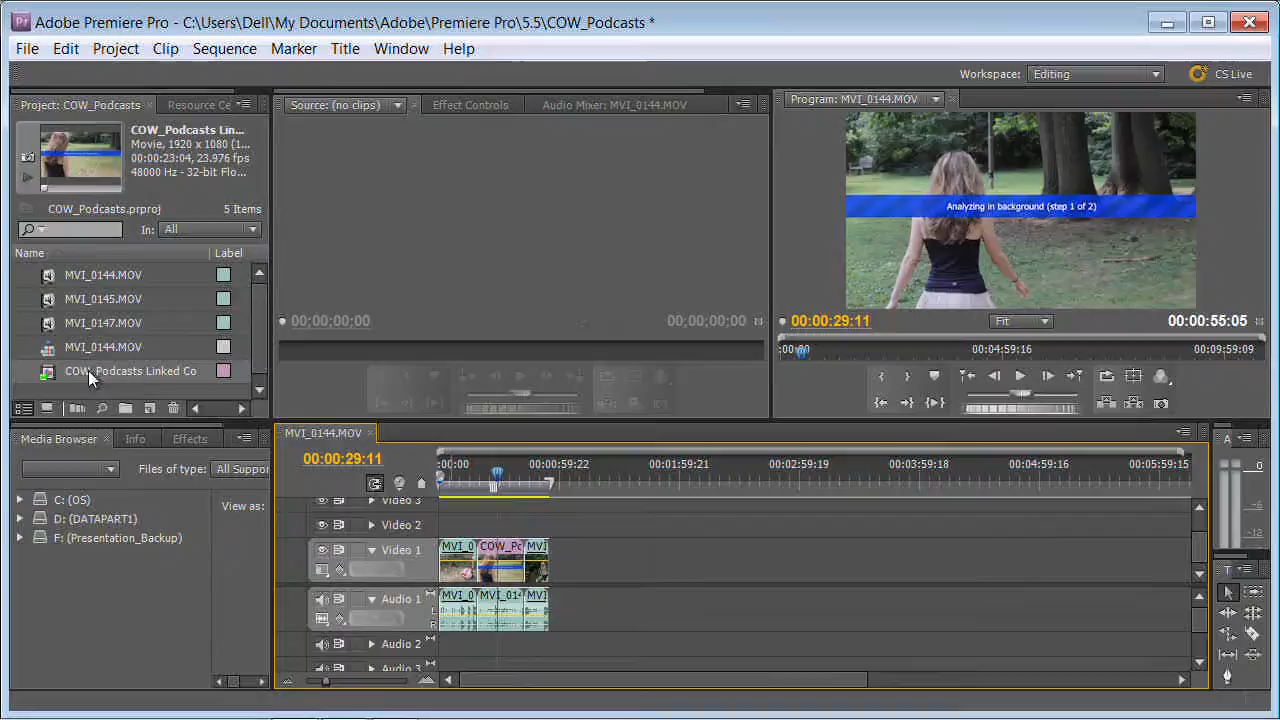 Adobe Premiere Pro - C:\Users\Dell\My Documents\Adobe\Premiere Pro\5.5\COW_Podcasts *
File Edit Project Clip Sequence Marker Title Window Help
Workspace: Editing CS Live
Project: COW_Podcasts Resource Ce
Source: (no clips) Effect Controls Audio Mixer: MVI_0144.MOV
Program: MVI_0144.MOV
COW_Podcasts Lin...
Movie, 1920 x 1080 (1...
00:00:23:04, 23.976 fps
48000 Hz - 32-bit Flo...
COW_Podcasts.prproj 5 Items
In: All
Name Label
MVI_0144.MOV
MVI_0145.MOV
MVI_0147.MOV
MVI_0144.MOV
COW_Podcasts Linked Co
00;00;00;00 00;00;00;00
Analyzing in background (step 1 of 2)
00:00:29:11 Fit 00:00:55:05
:00:00 00:04:59:16 00:09:59:09
Media Browser Info Effects
Files of type: All Suppor
C: (OS)
D: (DATAPART1)
F: (Presentation_Backup)
View as:
MVI_0144.MOV
00:00:29:11
:00:00 00:00:59:22 00:01:59:21 00:02:59:21 00:03:59:18 00:04:59:16 00:05:59:15
Video 3
Video 2
Video 1
MVI_0 COW_Po MVI
Audio 1
MVI_0 MVI_014 MVI
L
R
Audio 2
Audio 3
A
0
-6
-12
T